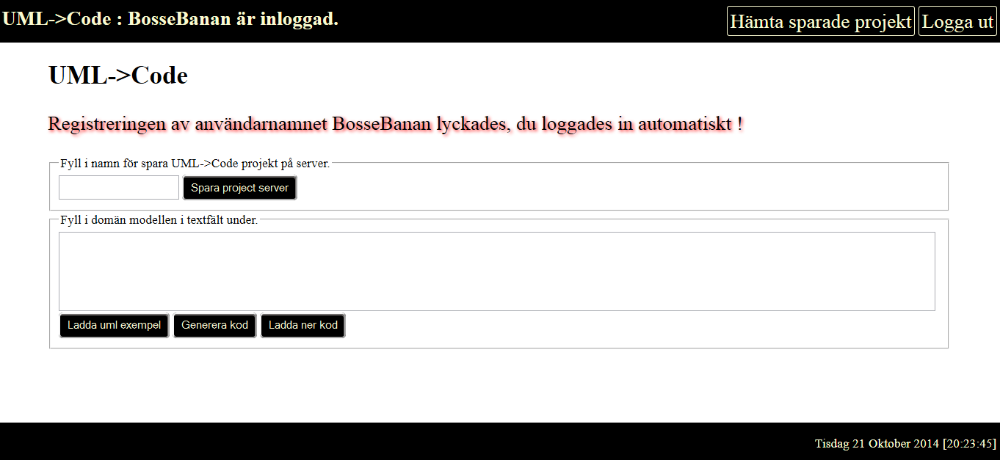 UML->Code : BosseBanan är inloggad.
Hämta sparade projekt
Logga ut
UML->Code
Registreringen av användarnamnet BosseBanan lyckades, du loggades in automatiskt !
Fyll i namn för spara UML->Code projekt på server.
Spara project server
Fyll i domän modellen i textfält under.
Ladda uml exempel
Generera kod
Ladda ner kod
Tisdag 21 Oktober 2014 [20:23:45]